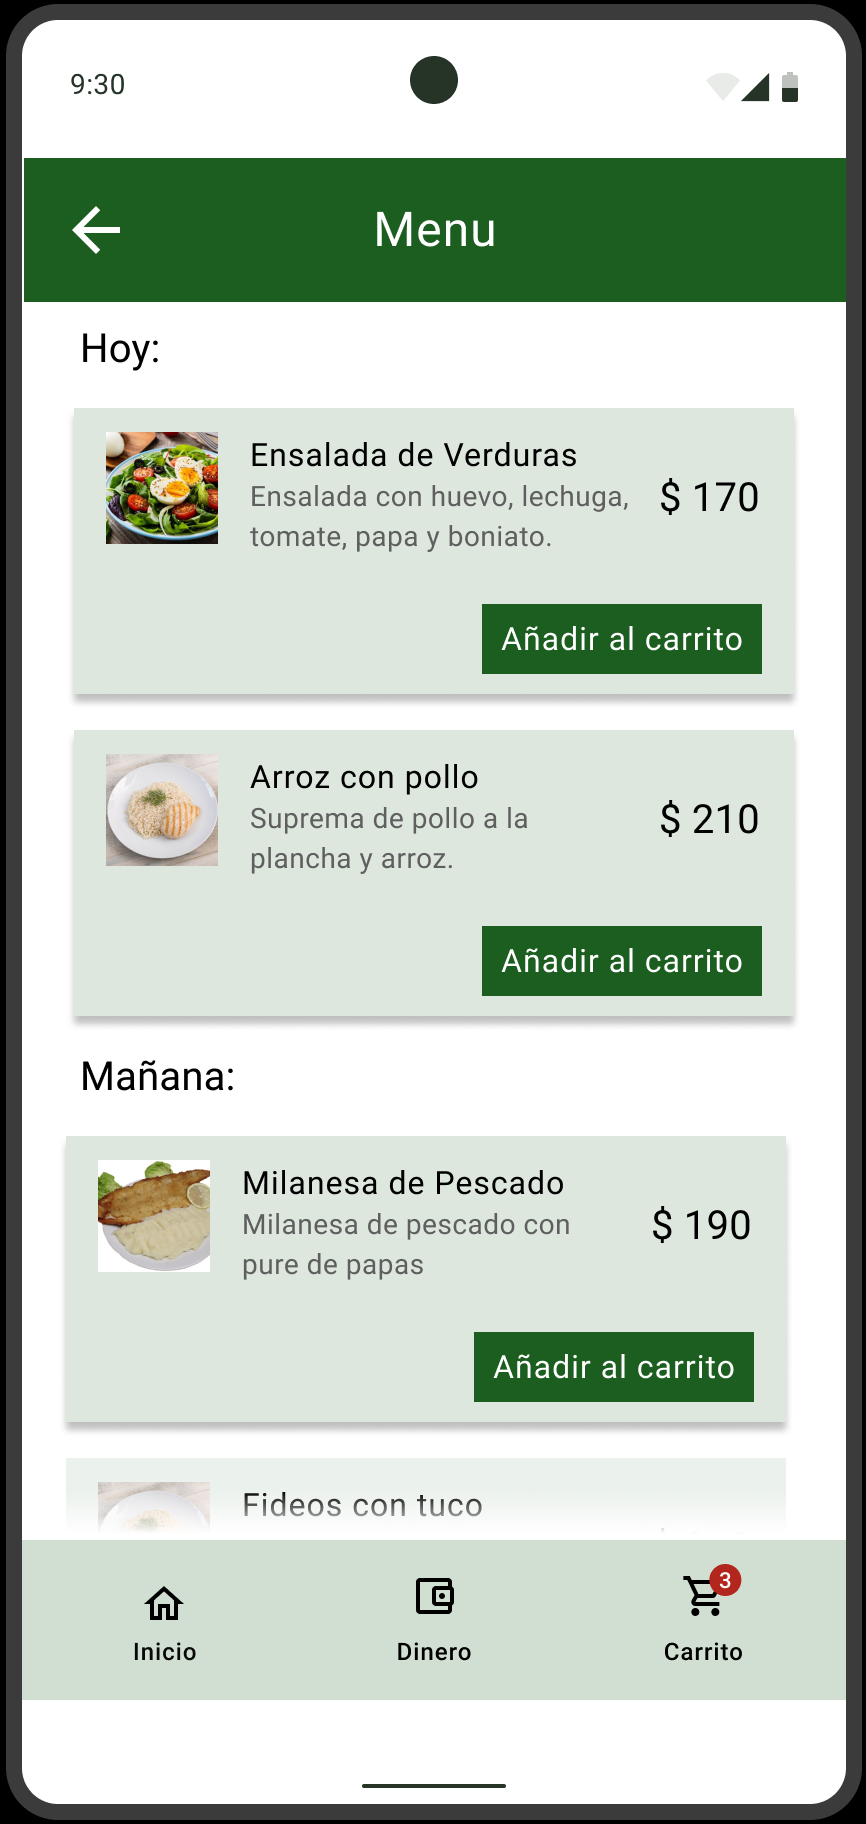 9:30
Menu
Hoy:
Ensalada de Verduras
Ensalada con huevo, lechuga,
tomate, papa y boniato.
$ 170
Añadir al carrito
Arroz con pollo
Suprema de pollo a la
plancha y arroz.
$ 210
Añadir al carrito
Mañana:
Milanesa de Pescado
Milanesa de pescado con
pure de papas
$ 190
Añadir al carrito
Fideos con tuco
3
Inicio
Dinero
Carrito